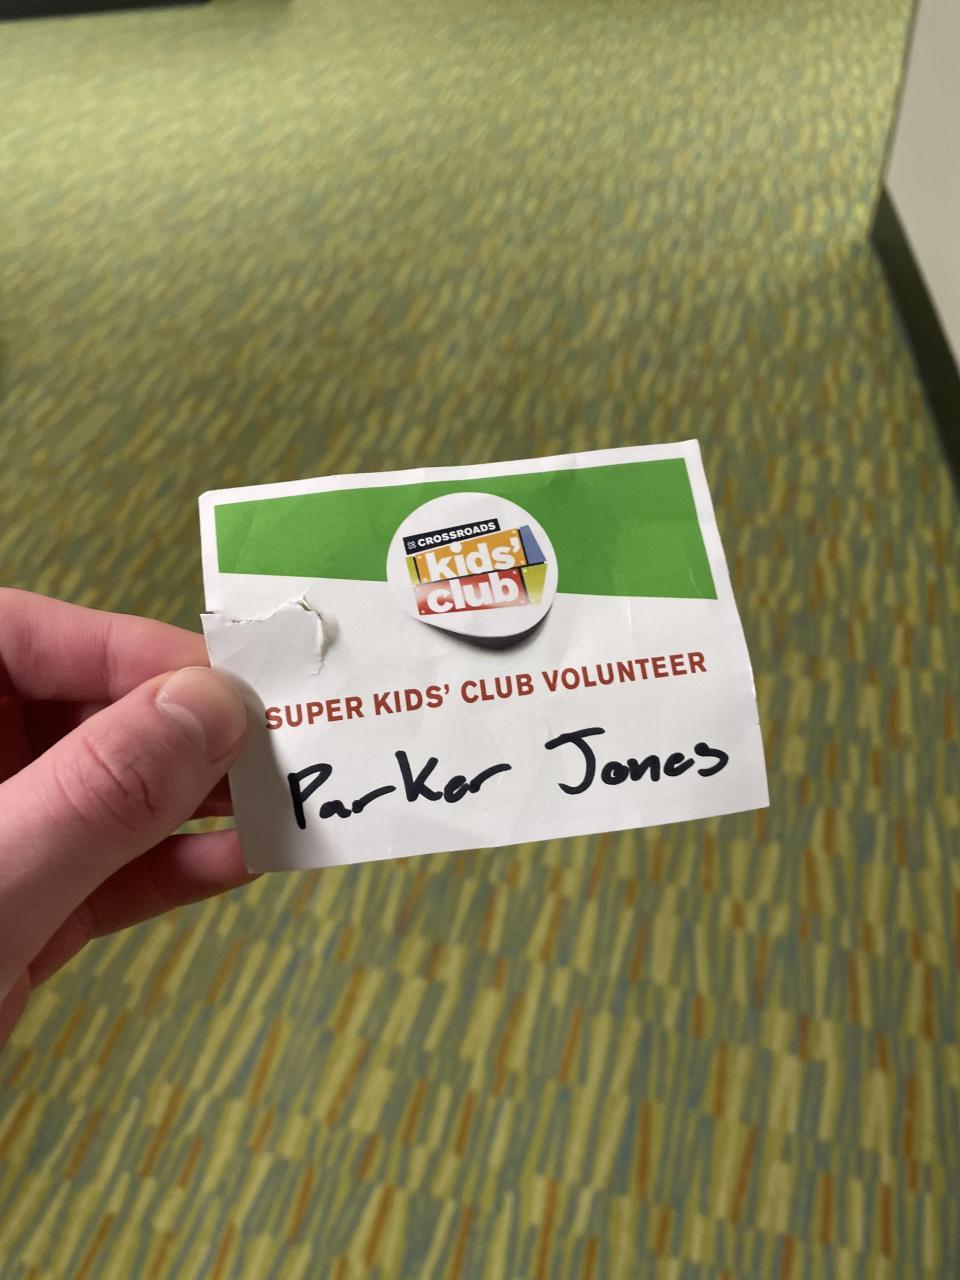 CROSSROADS
kids'
club
SUPER KIDS' CLUB VOLUNTEER
Parker Jones